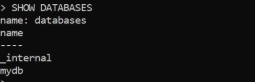 > SHOW DATABASES
name: databases
name
----
_internal
mydb
>